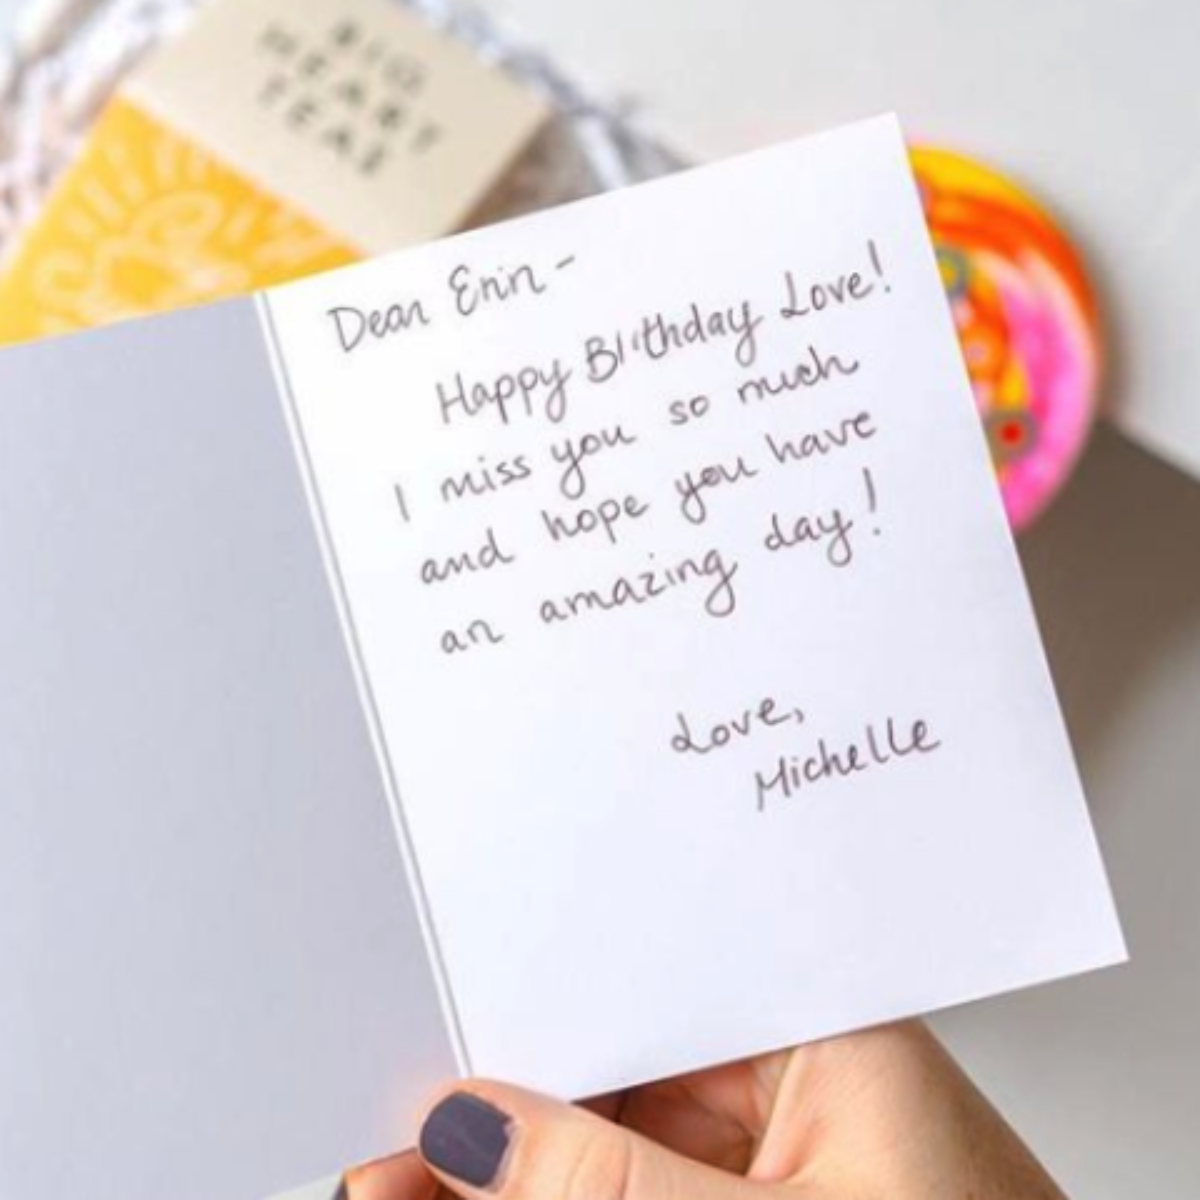 BIG
HEART
TEAS
Dear Erin -
Happy Birthday Love!
I miss you so much
and hope you have
an amazing day!
Love,
Michelle